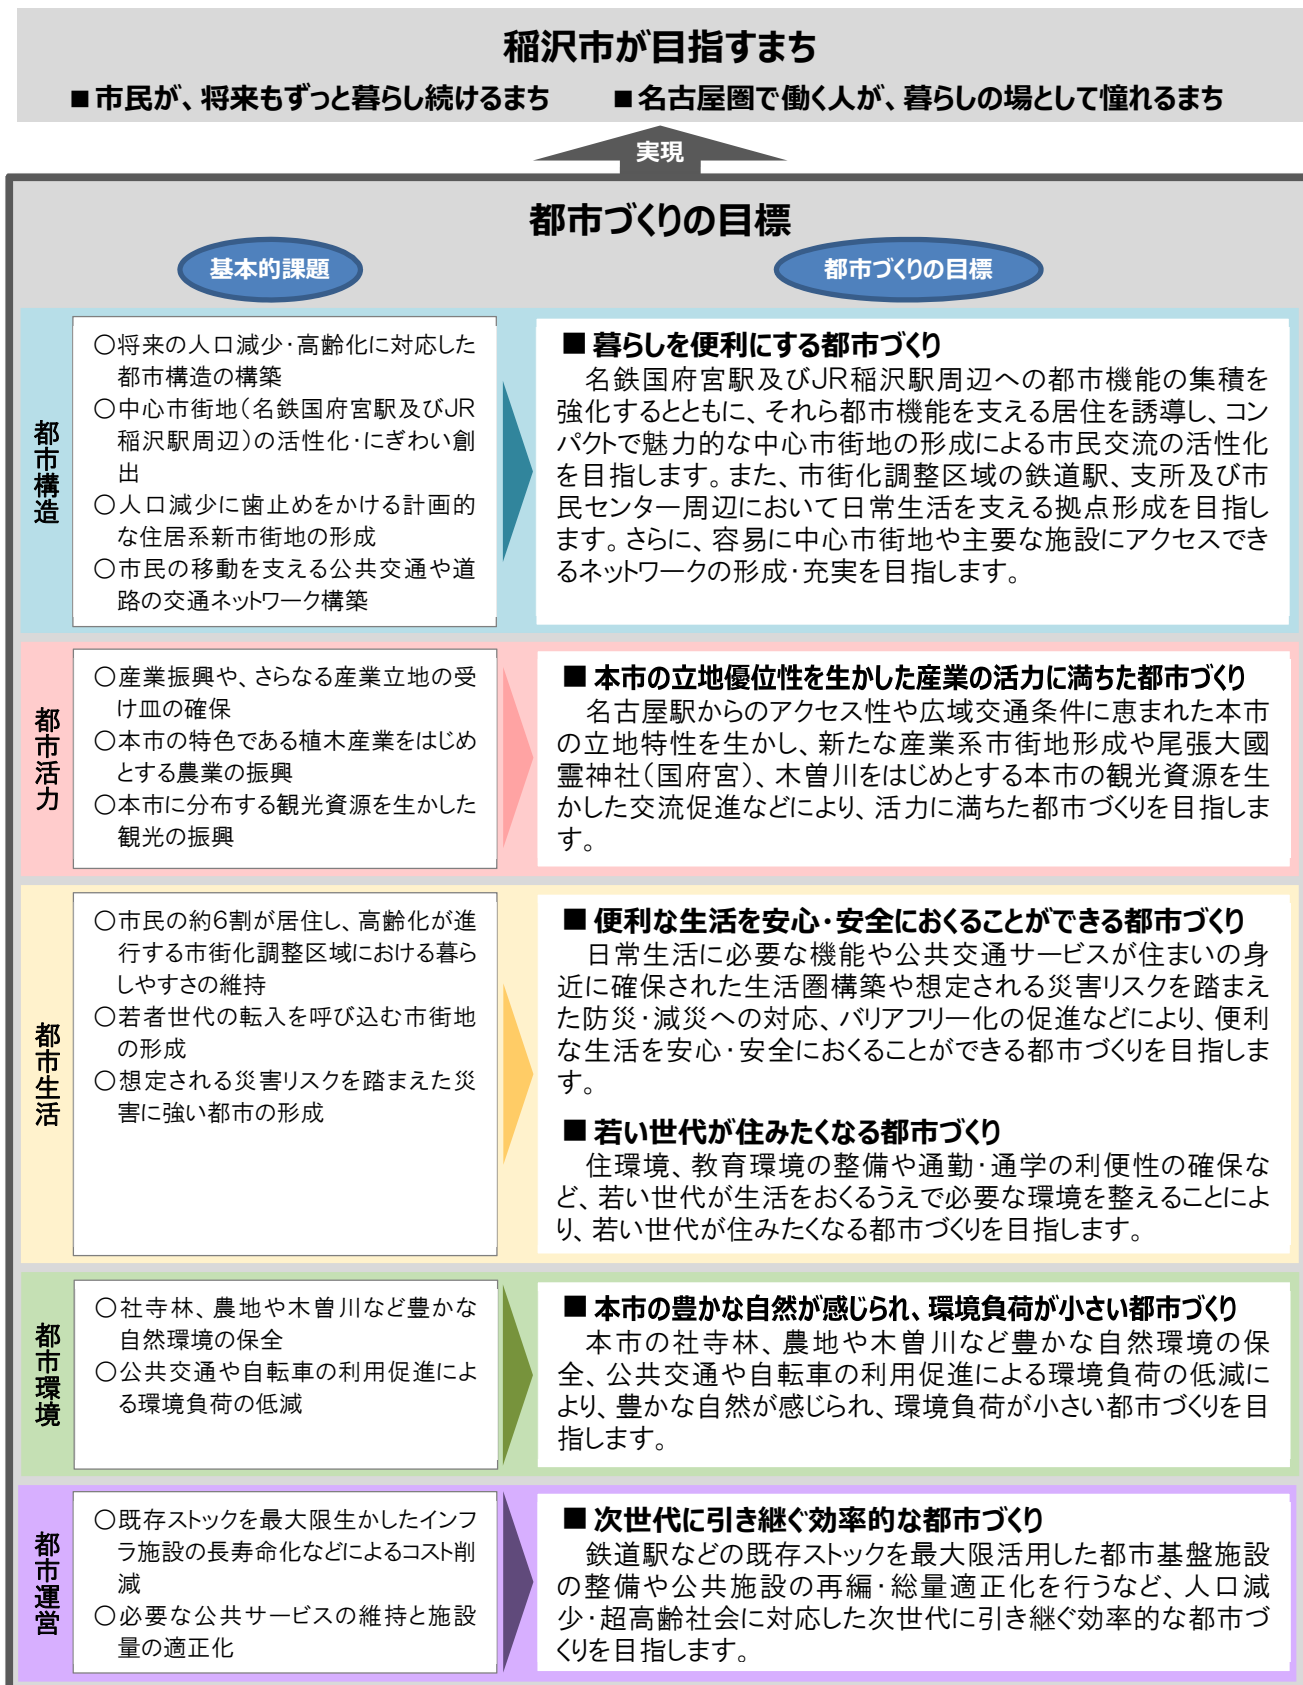 稲沢市が目指すまち
■市民が、将来もずっと暮らし続けるまち　■名古屋圏で働く人が、暮らしの場として憧れるまち
実現
都市づくりの目標
基本的課題
都市づくりの目標
都市構造
○将来の人口減少・高齢化に対応した
都市構造の構築
○中心市街地（名鉄国府宮駅及びJR
稲沢駅周辺）の活性化・にぎわい創
出
○人口減少に歯止めをかける計画的
な住居系新市街地の形成
○市民の移動を支える公共交通や道
路の交通ネットワーク構築
■暮らしを便利にする都市づくり
名鉄国府宮駅及びJR稲沢駅周辺への都市機能の集積を
強化するとともに、それら都市機能を支える居住を誘導し、コン
パクトで魅力的な中心市街地の形成による市民交流の活性化
を目指します。また、市街化調整区域の鉄道駅、支所及び市
民センター周辺において日常生活を支える拠点形成を目指し
ます。さらに、容易に中心市街地や主要な施設にアクセスでき
るネットワークの形成・充実を目指します。
都市活力
○産業振興や、さらなる産業立地の受
け皿の確保
○本市の特色である植木産業をはじめ
とする農業の振興
○本市に分布する観光資源を生かした
観光の振興
■本市の立地優位性を生かした産業の活力に満ちた都市づくり
名古屋駅からのアクセス性や広域交通条件に恵まれた本市
の立地特性を生かし、新たな産業系市街地形成や尾張大國
霊神社（国府宮）、木曽川をはじめとする本市の観光資源を生
かした交流促進などにより、活力に満ちた都市づくりを目指しま
す。
都市生活
○市民の約6割が居住し、高齢化が進
行する市街化調整区域における暮ら
しやすさの維持
○若者世代の転入を呼び込む市街地
の形成
○想定される災害リスクを踏まえた災
害に強い都市の形成
■便利な生活を安心・安全におくることができる都市づくり
日常生活に必要な機能や公共交通サービスが住まいの身
近に確保された生活圏構築や想定される災害リスクを踏まえ
た防災・減災への対応、バリアフリー化の促進などにより、便利
な生活を安心・安全におくることができる都市づくりを目指しま
す。
■若い世代が住みたくなる都市づくり
住環境、教育環境の整備や通勤・通学の利便性の確保な
ど、若い世代が生活をおくるうえで必要な環境を整えることによ
り、若い世代が住みたくなる都市づくりを目指します。
都市環境
○社寺林、農地や木曽川など豊かな
自然環境の保全
○公共交通や自転車の利用促進によ
る環境負荷の低減
■本市の豊かな自然が感じられ、環境負荷が小さい都市づくり
本市の社寺林、農地や木曽川など豊かな自然環境の保
全、公共交通や自転車の利用促進による環境負荷の低減に
より、豊かな自然が感じられ、環境負荷が小さい都市づくりを目
指します。
都市運営
○既存ストックを最大限生かしたインフ
ラ施設の長寿命化などによるコスト削
減
○必要な公共サービスの維持と施設
量の適正化
■次世代に引き継ぐ効率的な都市づくり
鉄道駅などの既存ストックを最大限活用した都市基盤施設
の整備や公共施設の再編・総量適正化を行うなど、人口減
少・超高齢社会に対応した次世代に引き継ぐ効率的な都市づ
くりを目指します。